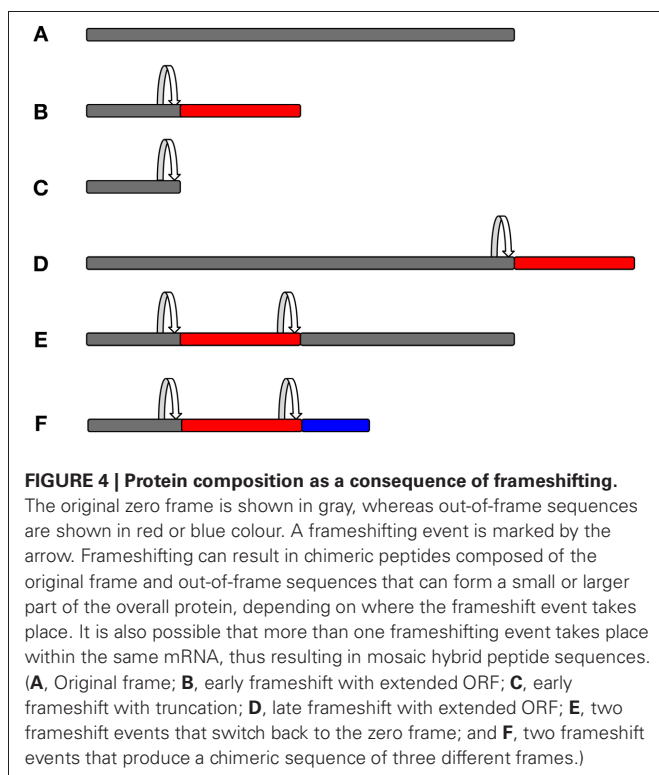 A
B
C
D
E
F
FIGURE 4 | Protein composition as a consequence of frameshifting.
The original zero frame is shown in gray, whereas out-of-frame sequences
are shown in red or blue colour. A frameshifting event is marked by the
arrow. Frameshifting can result in chimeric peptides composed of the
original frame and out-of-frame sequences that can form a small or larger
part of the overall protein, depending on where the frameshift event takes
place. It is also possible that more than one frameshifting event takes place
within the same mRNA, thus resulting in mosaic hybrid peptide sequences.
(A, Original frame; B, early frameshift with extended ORF; C, early
frameshift with truncation; D, late frameshift with extended ORF; E, two
frameshift events that switch back to the zero frame; and F, two frameshift
events that produce a chimeric sequence of three different frames.)